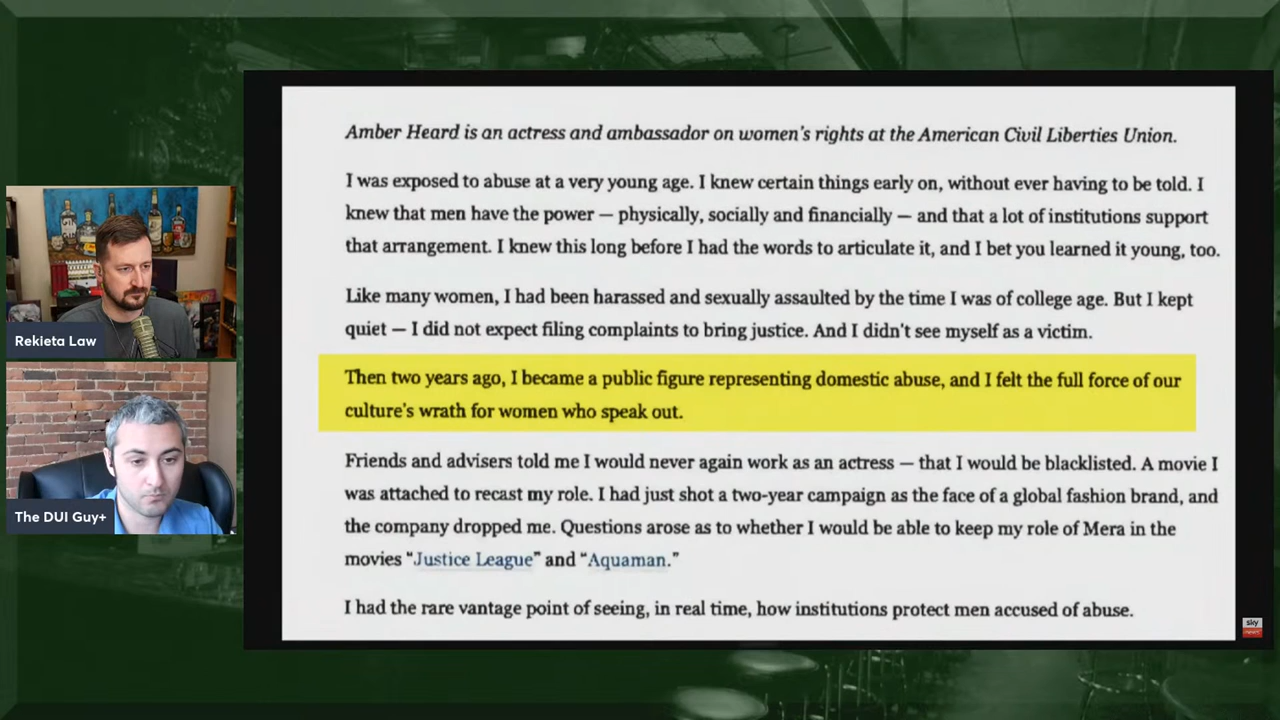 Amber Heard is an actress and ambassador on women's rights at the American Civil Liberties Union.
I was exposed to abuse at a very young age. I knew certain things early on, without ever having to be told. I
knew that men have the power — physically, socially and financially — and that a lot of institutions support
that arrangement. I knew this long before I had the words to articulate it, and I bet you learned it young, too.
Like many women, I had been harassed and sexually assaulted by the time I was of college age. But I kept
quiet — I did not expect filing complaints to bring justice. And I didn't see myself as a victim.
Then two years ago, I became a public figure representing domestic abuse, and I felt the full force of our
culture's wrath for women who speak out.
Friends and advisers told me I would never again work as an actress — that I would be blacklisted. A movie I
was attached to recast my role. I had just shot a two-year campaign as the face of a global fashion brand, and
the company dropped me. Questions arose as to whether I would be able to keep my role of Mera in the
movies “Justice League” and “Aquaman.”
I had the rare vantage point of seeing, in real time, how institutions protect men accused of abuse.
Rekieta Law
The DUI Guy+
sky
news